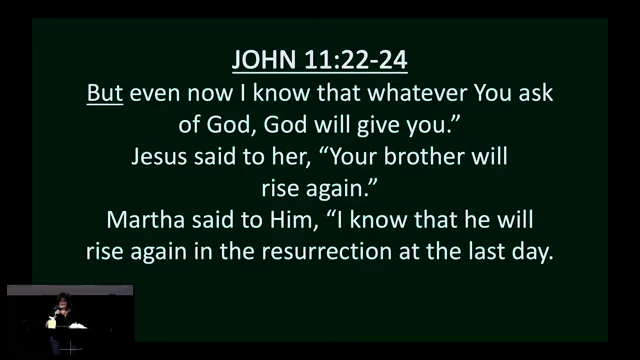 JOHN 11:22-24
But even now I know that whatever You ask
of God, God will give you.”
Jesus said to her, “Your brother will
rise again.”
Martha said to Him, “I know that he will
rise again in the resurrection at the last day.